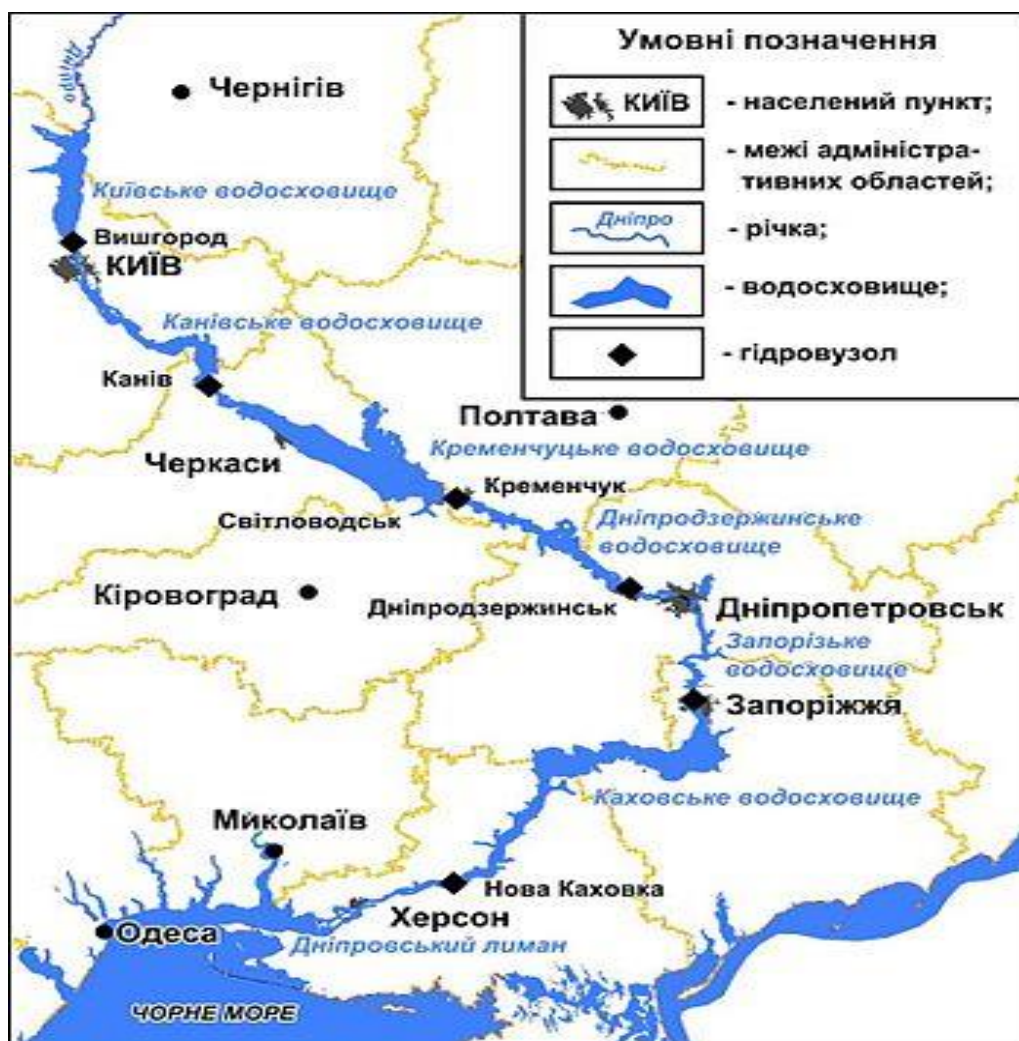 Умовні позначення
КИЇВ
- населений пункт;
- межі адміністра-
тивних областей;
Дніпро
- річка;
- водосховище;
- гідровузол
Дніпро
Чернігів
Київське водосховище
Вишгород
КИЇВ
Канівське водосховище
Канів
Полтава
Кременчуцьке водосховище
Черкаси
Кременчук
Світловодськ
Дніпродзержинське
водосховище
Кіровоград
Дніпродзержинськ
Дніпропетровськ
Запорізьке
водосховище
Запоріжжя
Каховське водосховище
Миколаїв
Нова Каховка
Херсон
Одеса
Дніпровський лиман
ЧОРНЕ МОРЕ